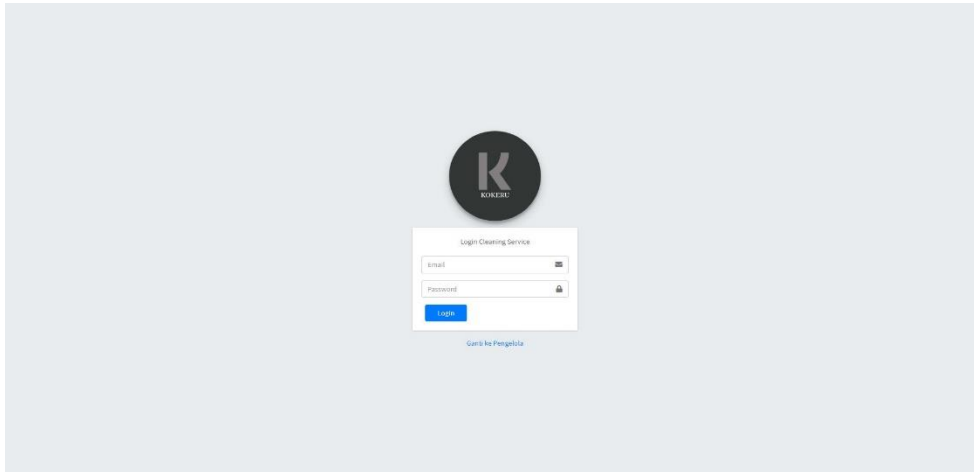 K
KOKERU
Login Cleaning Service
Email
Password
Login
Ganti ke Pengelola